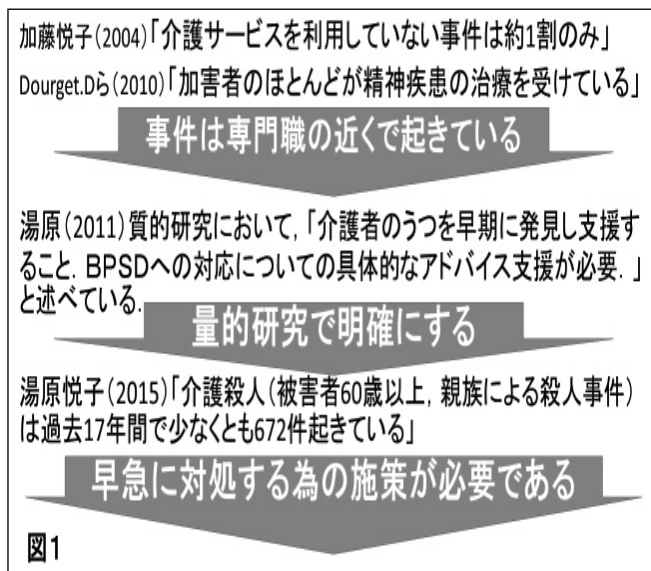 加藤悦子(2004)「介護サービスを利用していない事件は約1割のみ」
Dourget.Dら(2010)「加害者のほとんどが精神疾患の治療を受けている」
事件は専門職の近くで起きている
湯原(2011)質的研究において,「介護者のうつを早期に発見し支援す
ること. BPSDへの対応についての具体的なアドバイス支援が必要. 」
と述べている.
量的研究で明確にする
湯原悦子(2015)「介護殺人(被害者60歳以上, 親族による殺人事件)
は過去17年間で少なくとも672件起きている」
早急に対処する為の施策が必要である
図1